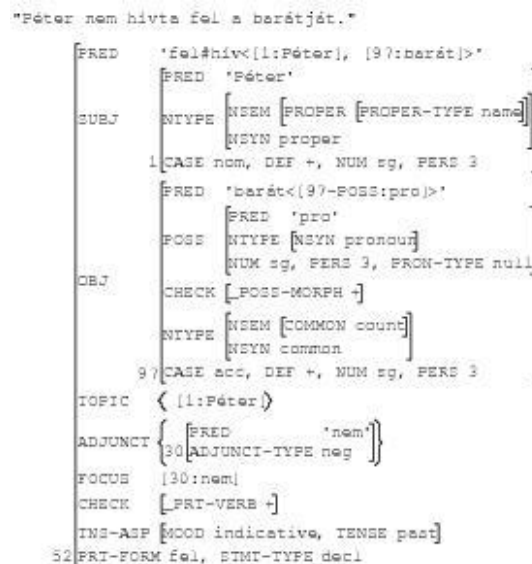 "Péter nem hívta fel a barátját."
PRED 'fel#hív<[1:Péter], [97:barát]>'
PRED 'Péter'
SUBJ NTYPE NSEM [PROPER [PROPER-TYPE name]]
NSYN proper
1 CASE nom, DEF +, NUM sg, PERS 3
PRED 'barát<[97-POSS:pro]>'
PRED 'pro'
POSS NTYPE [NSYN pronoun]
NUM sg, PERS 3, PRON-TYPE null
OBJ
CHECK [_POSS-MORPH +]
NTYPE NSEM [COMMON count]
NSYN common
97 CASE acc, DEF +, NUM sg, PERS 3
TOPIC { [1:Péter] }
ADJUNCT { PRED 'nem'
30 ADJUNCT-TYPE neg }
FOCUS [30:nem]
CHECK [_PRT-VERB +]
TNS-ASP [MOOD indicative, TENSE past]
52 PRT-FORM fel, STMT-TYPE decl